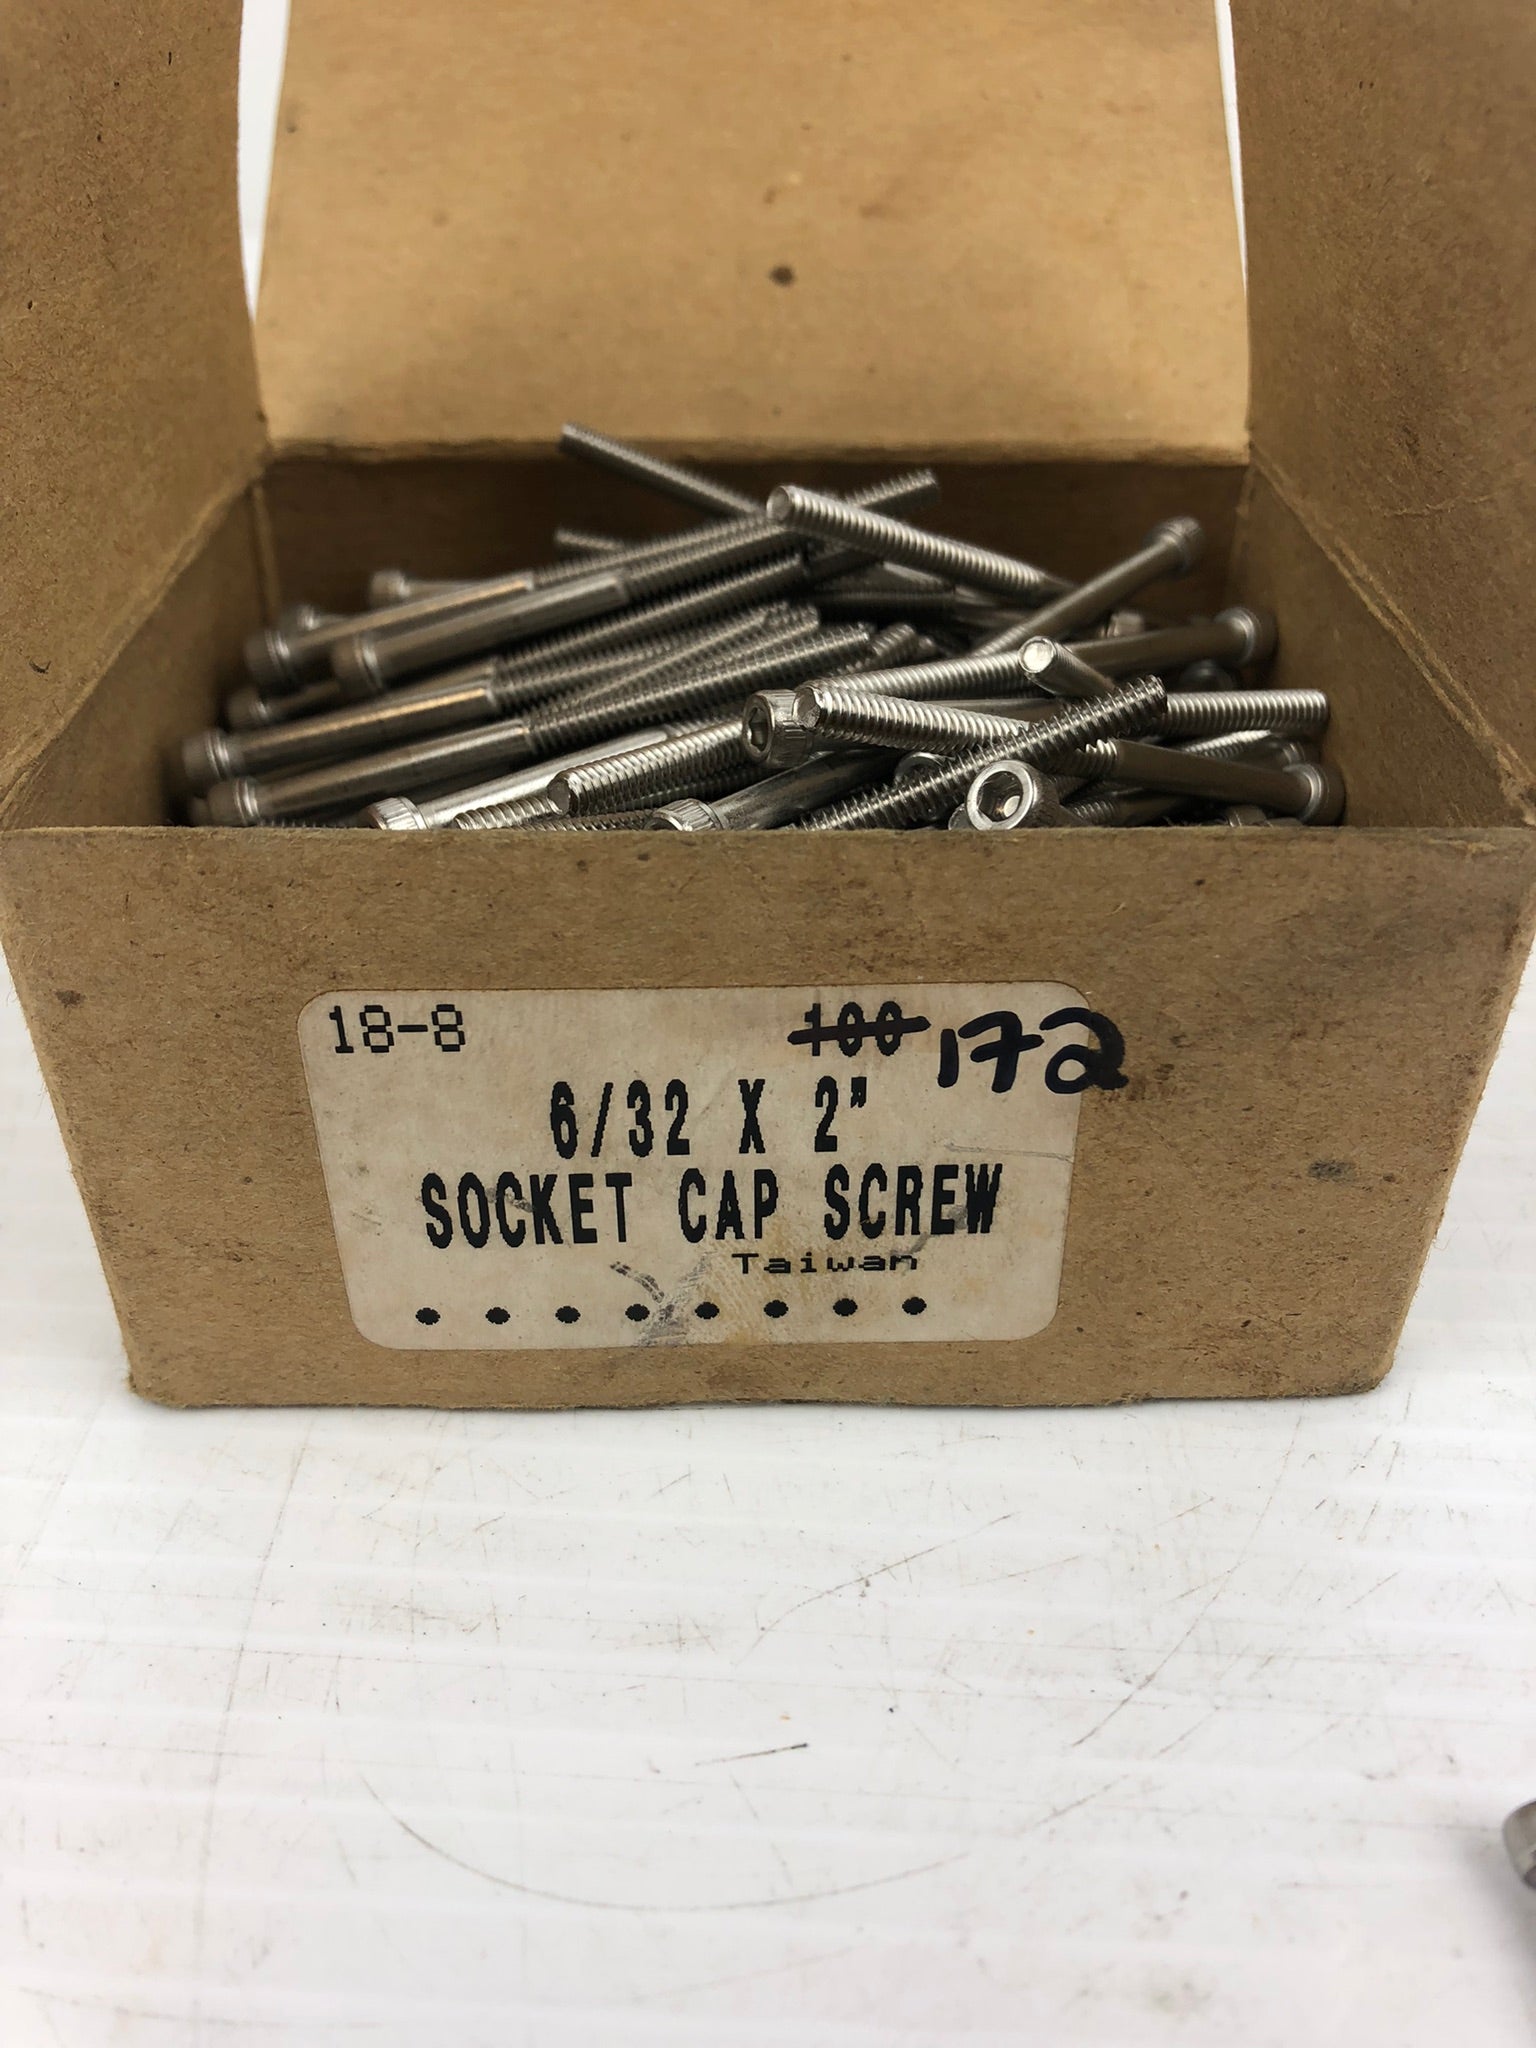 18-8 100 172
6/32 X 2"
SOCKET CAP SCREW
Taiwan